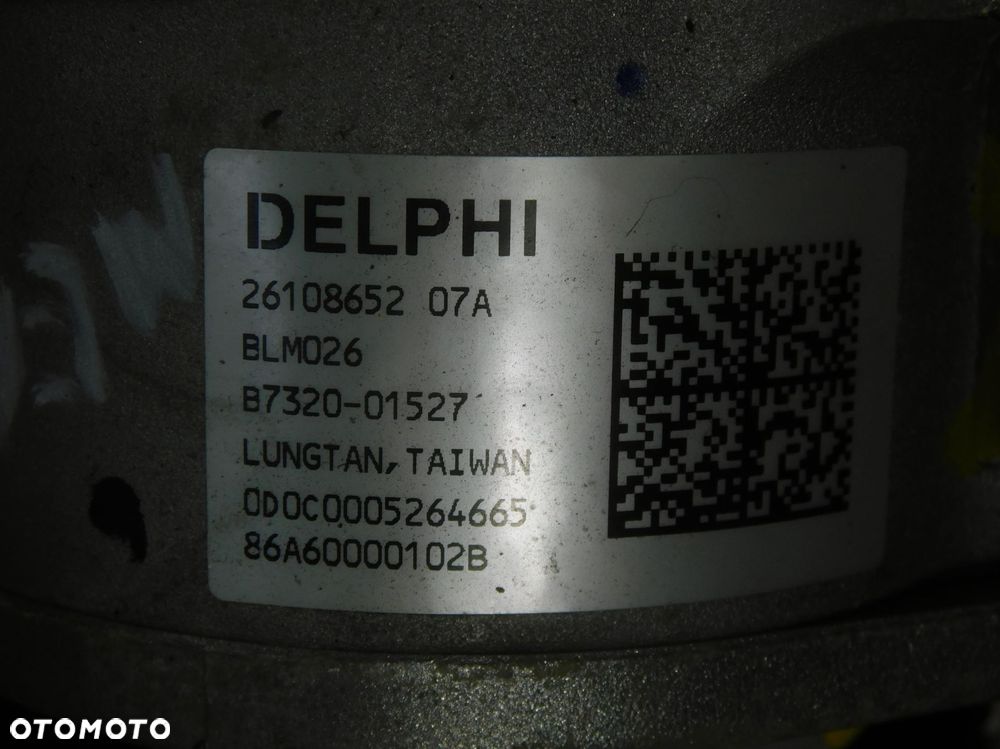 DELPHI
26108652 07A
BLM026
B7320-01527
LUNGTAN, TAIWAN
0D0C0005264665
86A60000102B
OTOMOTO